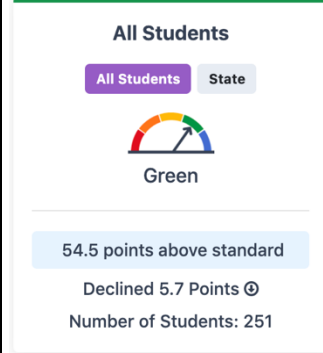 All Students
All Students State
Green
54.5 points above standard
Declined 5.7 Points
Number of Students: 251